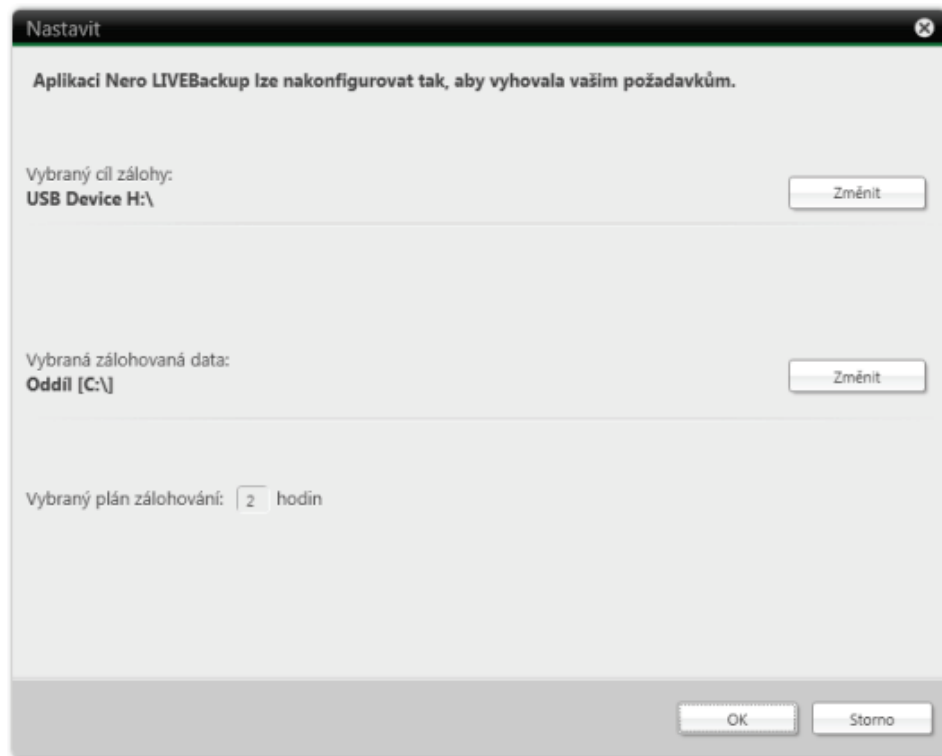 Nastavit
Aplikaci Nero LIVEBackup lze nakonfigurovat tak, aby vyhovala vašim požadavkům.
Vybraný cíl zálohy:
USB Device H:\
Změnit
Vybraná zálohovaná data:
Oddíl [C:\]
Změnit
Vybraný plán zálohování: 2 hodin
OK Storno